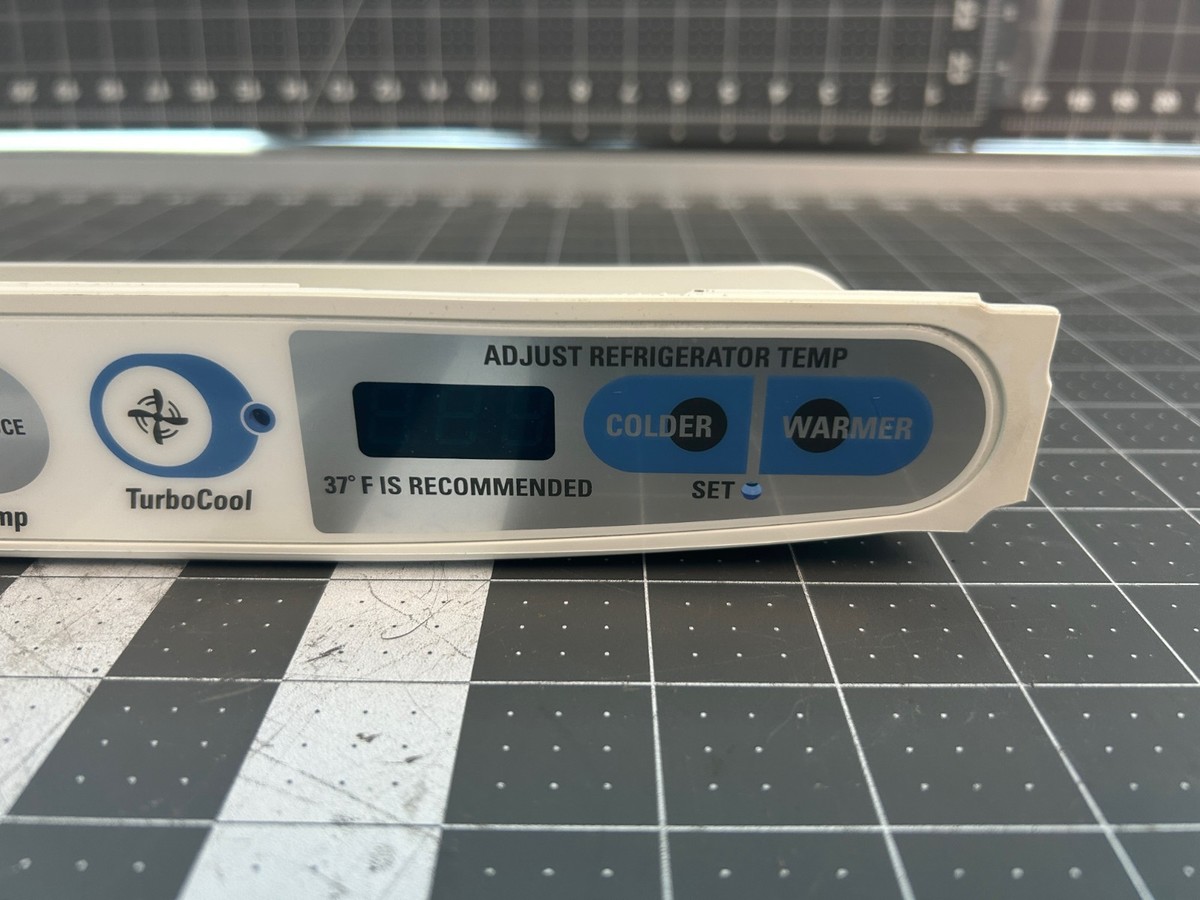 ADJUST REFRIGERATOR TEMP
COLDER WARMER
37° F IS RECOMMENDED
SET
TurboCool
CE
mp